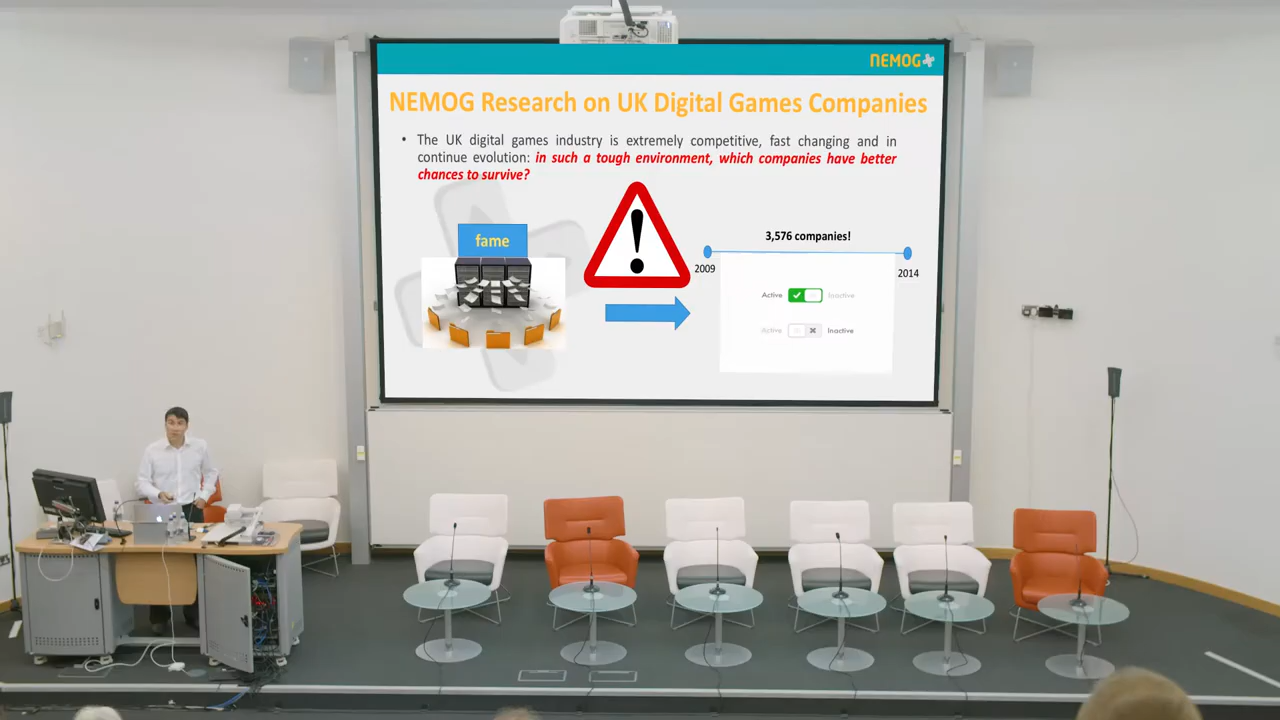 NEMOG
NEMOG Research on UK Digital Games Companies
• The UK digital games industry is extremely competitive, fast changing and in
continue evolution: in such a tough environment, which companies have better
chances to survive?
fame
!
3,576 companies!
2009
2014
Active Inactive
Active Inactive